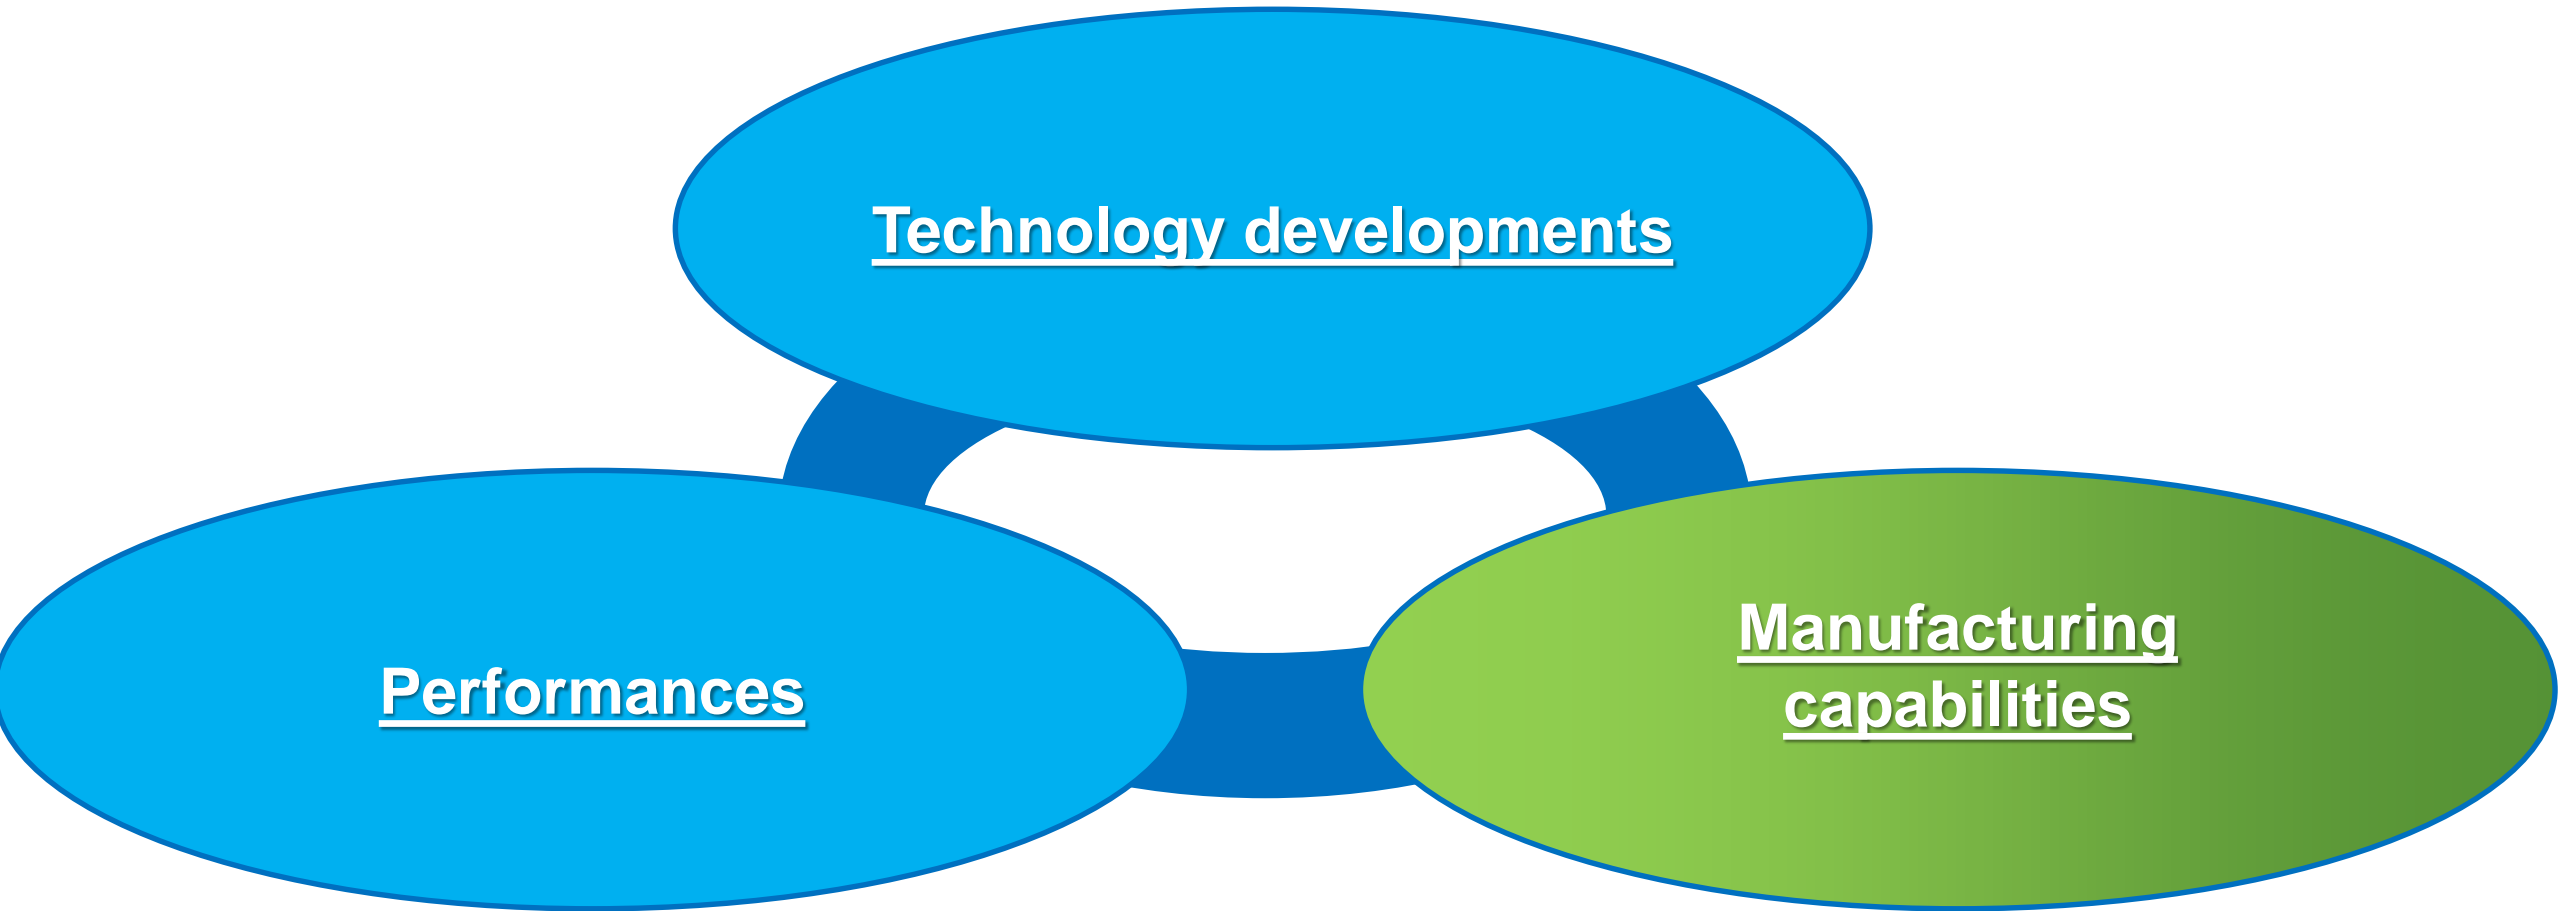 Technology developments
Performances
Manufacturing
capabilities